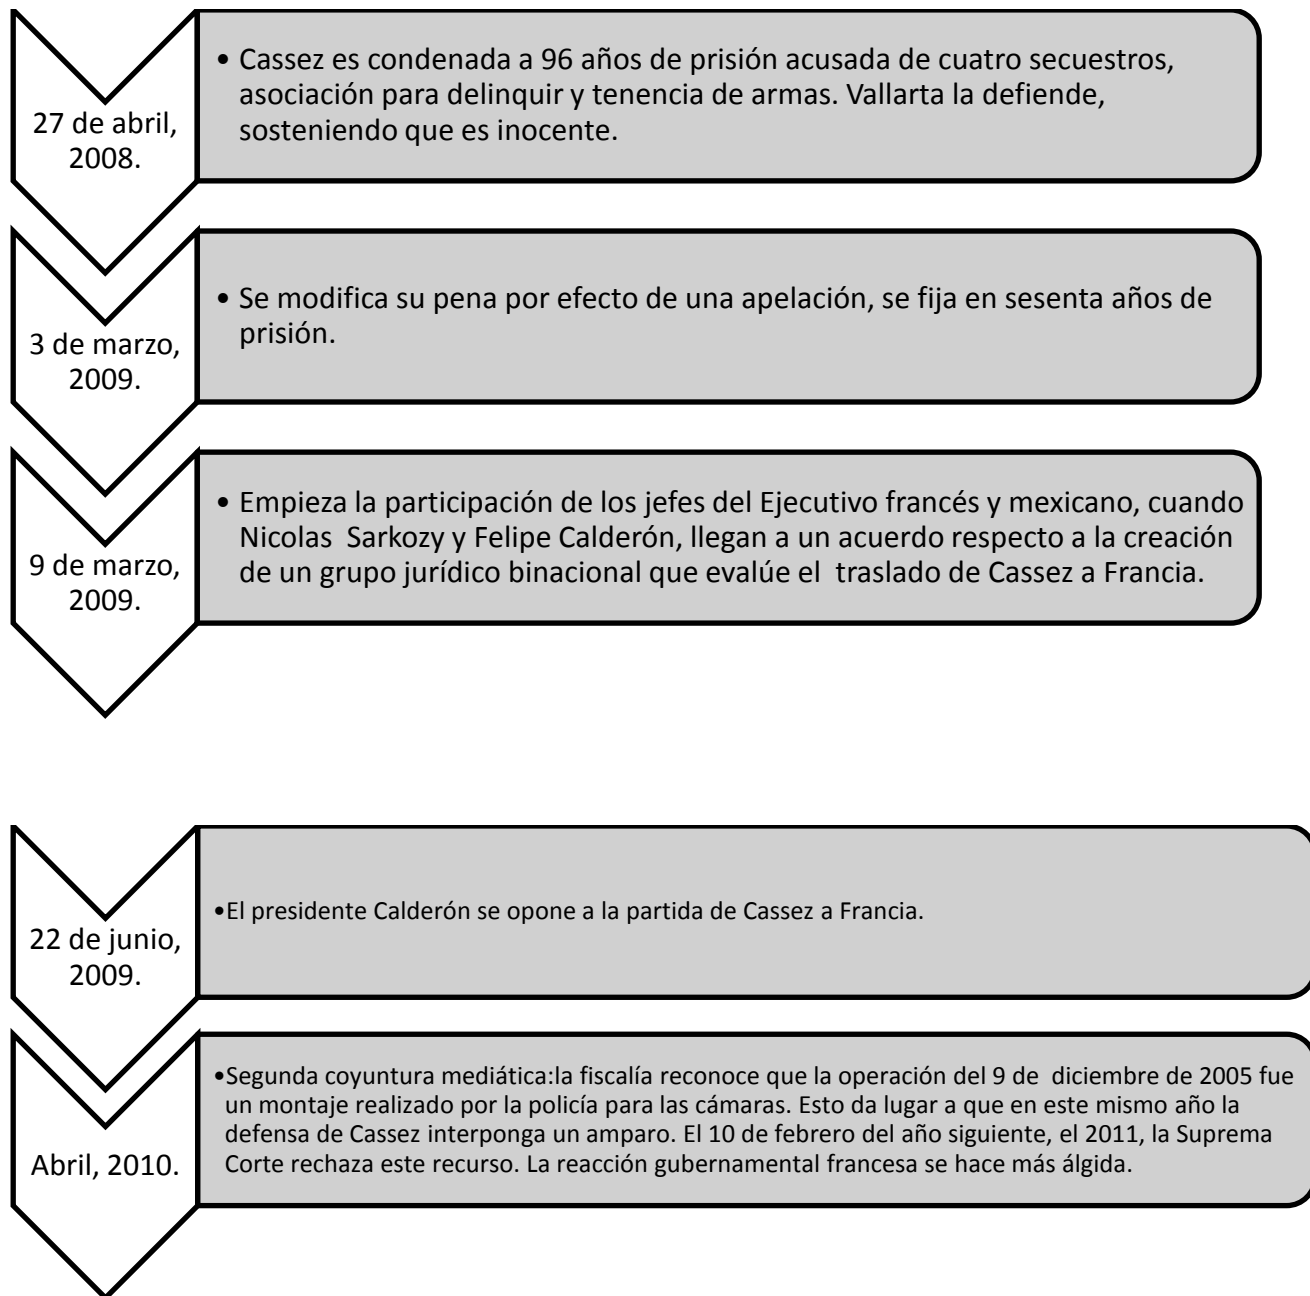 27 de abril,
2008.
• Cassez es condenada a 96 años de prisión acusada de cuatro secuestros,
asociación para delinquir y tenencia de armas. Vallarta la defiende,
sosteniendo que es inocente.
3 de marzo,
2009.
• Se modifica su pena por efecto de una apelación, se fija en sesenta años de
prisión.
9 de marzo,
2009.
• Empieza la participación de los jefes del Ejecutivo francés y mexicano, cuando
Nicolas  Sarkozy y Felipe Calderón, llegan a un acuerdo respecto a la creación
de un grupo jurídico binacional que evalúe el  traslado de Cassez a Francia.
22 de junio,
2009.
•El presidente Calderón se opone a la partida de Cassez a Francia.
Abril, 2010.
•Segunda coyuntura mediática:la fiscalía reconoce que la operación del 9 de  diciembre de 2005 fue
un montaje realizado por la policía para las cámaras. Esto da lugar a que en este mismo año la
defensa de Cassez interponga un amparo. El 10 de febrero del año siguiente, el 2011, la Suprema
Corte rechaza este recurso. La reacción gubernamental francesa se hace más álgida.